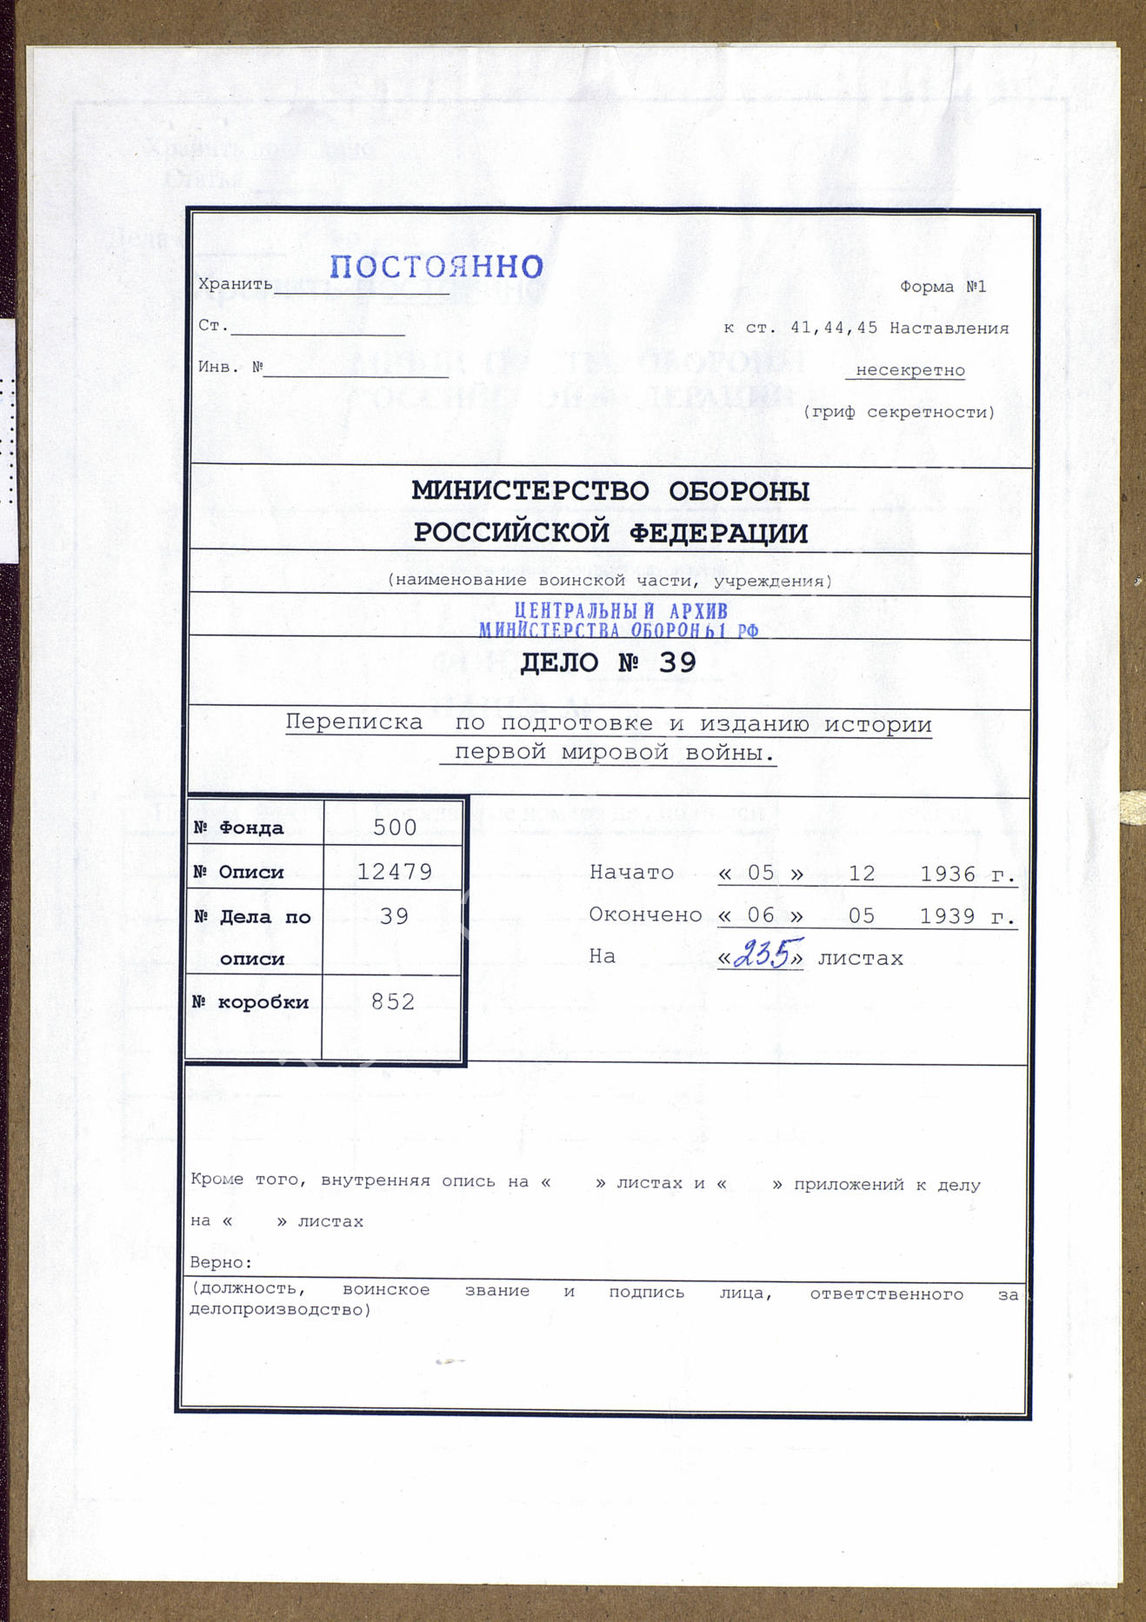 ПОСТОЯННО
Хранить
Форма №1
Ст.
к ст. 41,44,45 Наставления
Инв. №
несекретно
(гриф секретности)
МИНИСТЕРСТВО ОБОРОНЫ
РОССИЙСКОЙ ФЕДЕРАЦИИ
(наименование воинской части, учреждения)
ЦЕНТРАЛЬНЫЙ АРХИВ
МИНИСТЕРСТВА ОБОРОНЫ РФ
ДЕЛО № 39
Переписка по подготовке и изданию истории
первой мировой войны.
№ Фонда 500
№ Описи 12479
Начато « 05 » 12 1936 г.
№ Дела по 39
описи
Окончено « 06 » 05 1939 г.
На «235» листах
№ коробки 852
Кроме того, внутренняя опись на « » листах и « » приложений к делу
на « » листах
Верно:
(должность, воинское звание и подпись лица, ответственного за
делопроизводство)